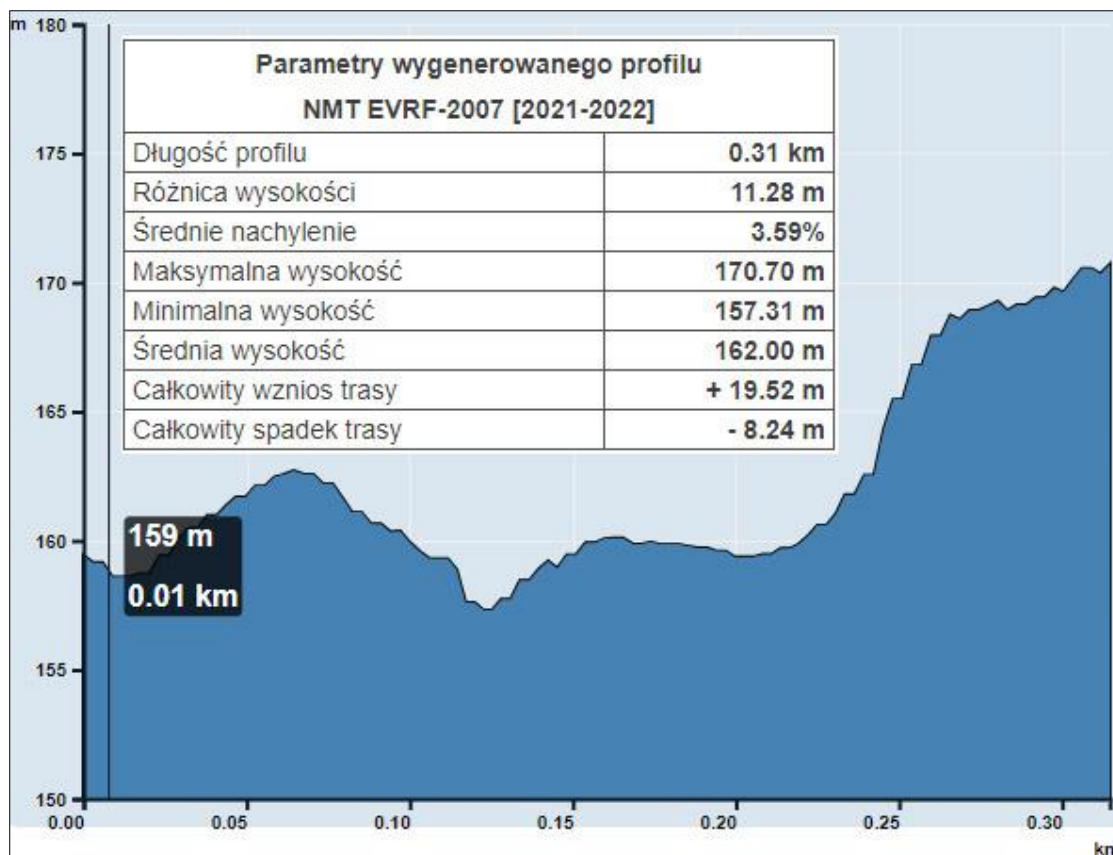 m 180
Parametry wygenerowanego profilu
NMT EVRF-2007 [2021-2022]
Długość profilu 0.31 km
Różnica wysokości 11.28 m
Średnie nachylenie 3.59%
Maksymalna wysokość 170.70 m
Minimalna wysokość 157.31 m
Średnia wysokość 162.00 m
Całkowity wznios trasy + 19.52 m
Całkowity spadek trasy - 8.24 m
175
170
165
160
155
150
159 m
0.01 km
0.00 0.05 0.10 0.15 0.20 0.25 0.30
km